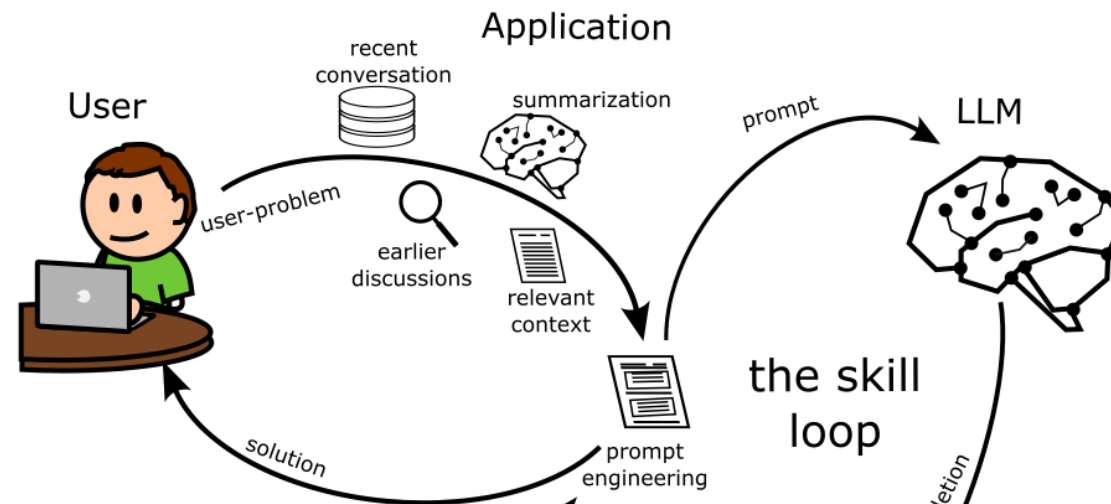 Application
recent
conversation
User
summarization
prompt
LLM
user-problem
earlier
discussions
relevant
context
the skill
loop
solution
prompt
engineering